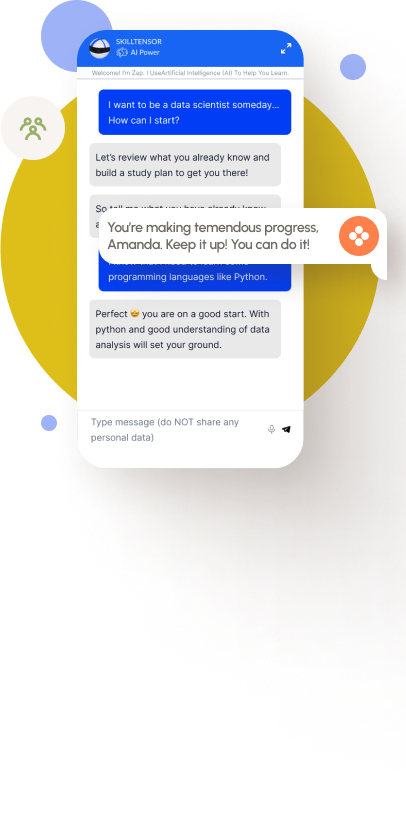 SKILLTENSOR
AI Power
Welcome! I'm Zap. I UseArtificial Intelligence (AI) To Help You Learn.
I want to be a data scientist someday...
How can I start?
Let's review what you already know and
build a study plan to get you there!
So tell me what you have already know
You're making temendous progress,
Amanda. Keep it up! You can do it!
programming languages like Python.
Perfect 🤩 you are on a good start. With
python and good understanding of data
analysis will set your ground.
Type message (do NOT share any
personal data)